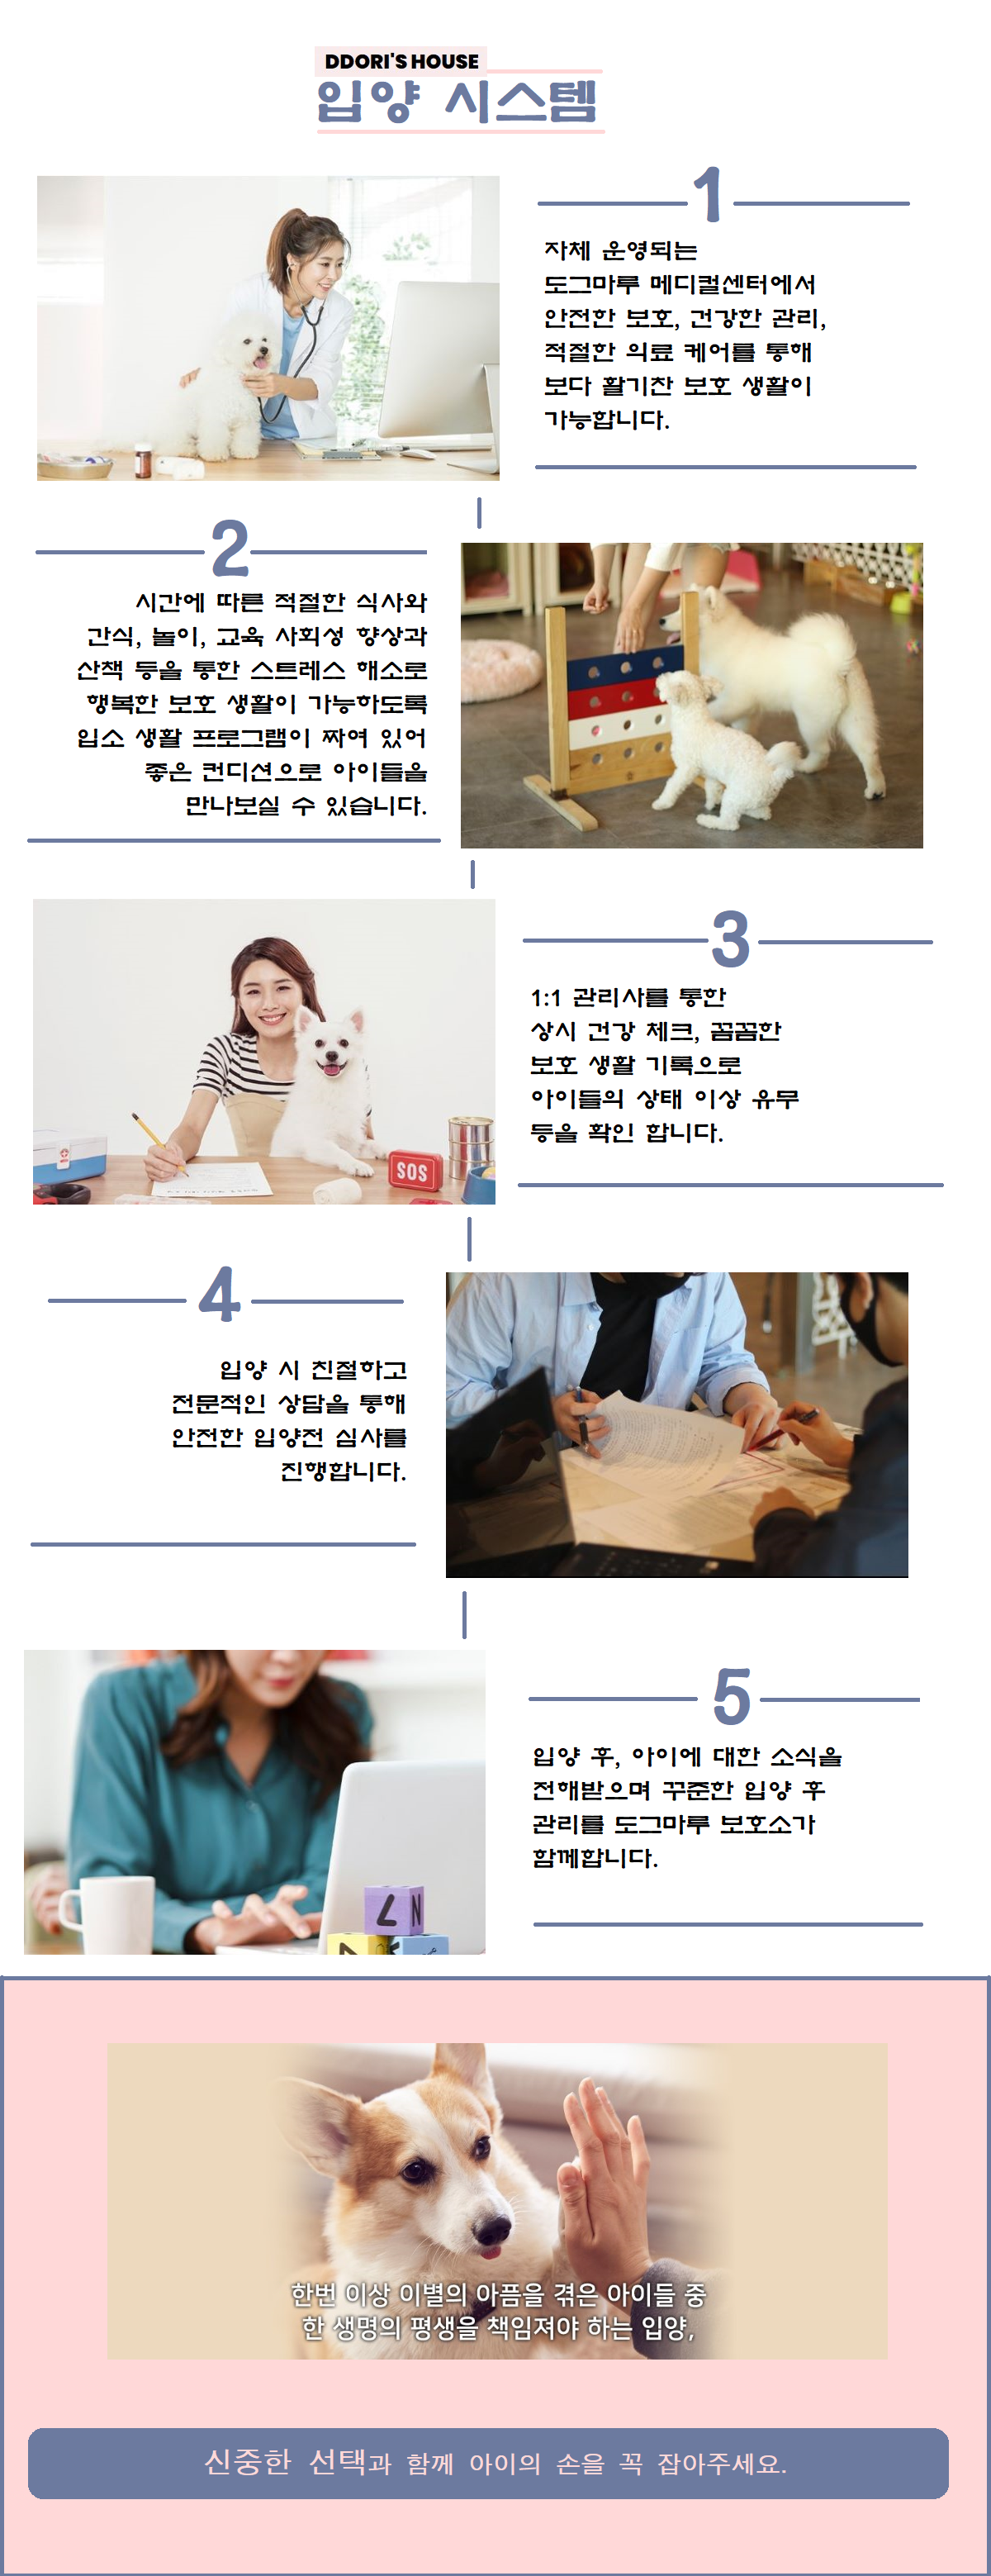 DDORI'S HOUSE
입양 시스템
1
자체 운영되는
도그마루 메디컬센터에서
안전한 보호, 건강한 관리,
적절한 의료 케어를 통해
보다 활기찬 보호 생활이
가능합니다.
2
시간에 따른 적절한 식사와
간식, 놀이, 교육 사회성 향상과
산책 등을 통한 스트레스 해소로
행복한 보호 생활이 가능하도록
입소 생활 프로그램이 짜여 있어
좋은 컨디션으로 아이들을
만나보실 수 있습니다.
3
1:1 관리사를 통한
상시 건강 체크, 꼼꼼한
보호 생활 기록으로
아이들의 상태 이상 유무
등을 확인 합니다.
SOS
4
입양 시 친절하고
전문적인 상담을 통해
안전한 입양전 심사를
진행합니다.
5
입양 후, 아이에 대한 소식을
전해받으며 꾸준한 입양 후
관리를 도그마루 보호소가
함께합니다.
L N
한번 이상 이별의 아픔을 겪은 아이들 중
한 생명의 평생을 책임져야 하는 입양,
신중한 선택과 함께 아이의 손을 꼭 잡아주세요.